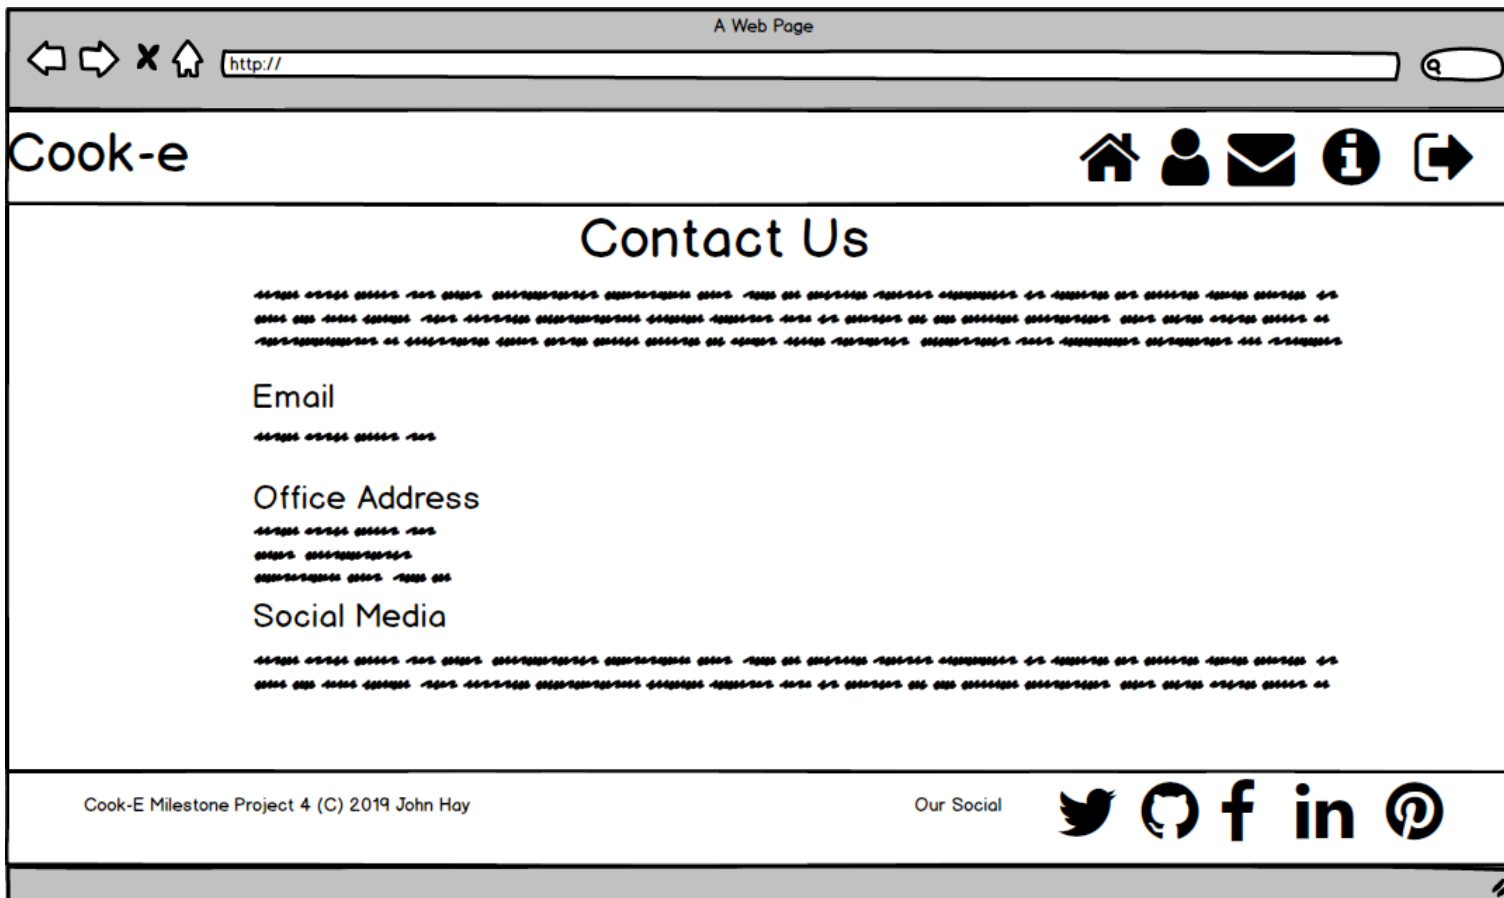 A Web Page
http://
Cook-e
Contact Us
Email
Office Address
Social Media
Cook-E Milestone Project 4 (C) 2019 John Hay
Our Social